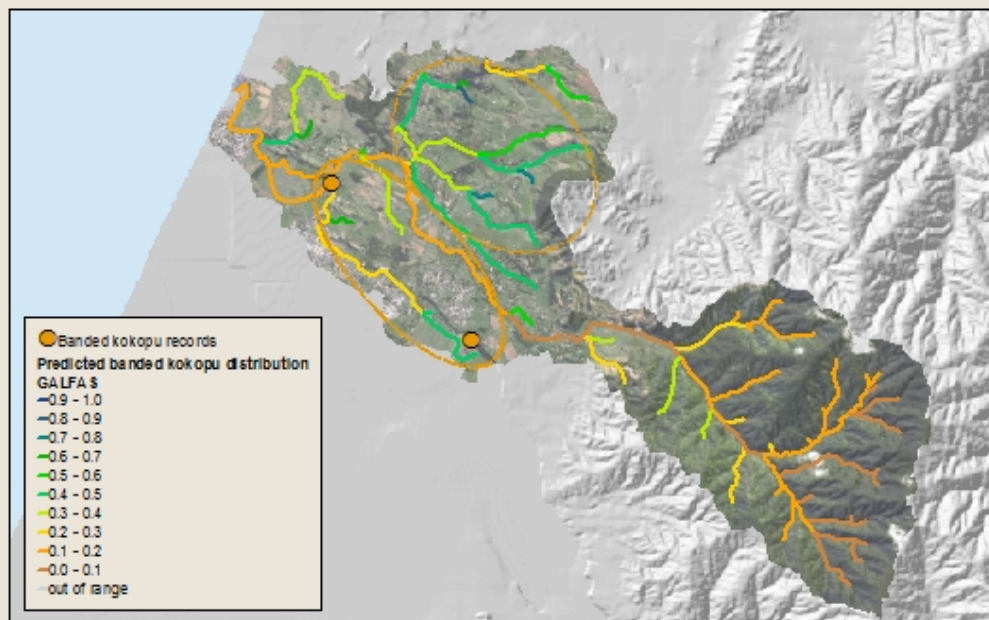 Banded kokopu records
Predicted banded kokopu distribution
GALFAS
0.9 - 1.0
0.8 - 0.9
0.7 - 0.8
0.6 - 0.7
0.5 - 0.6
0.4 - 0.5
0.3 - 0.4
0.2 - 0.3
0.1 - 0.2
0.0 - 0.1
out of range